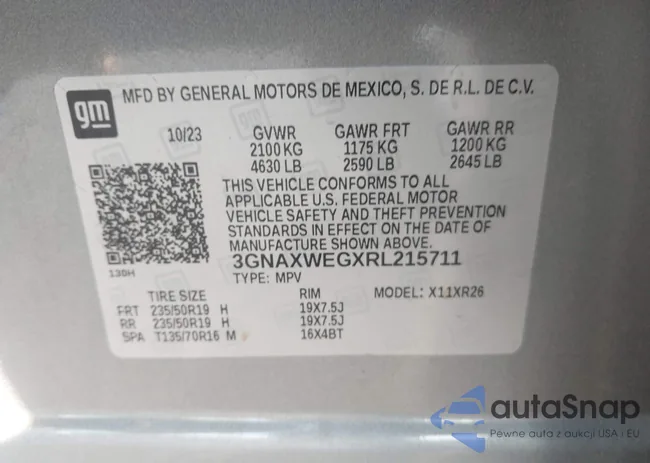 gm
MFD BY GENERAL MOTORS DE MEXICO, S. DE R.L. DE C.V.
10/23 GVWR GAWR FRT GAWR RR
2100 KG 1175 KG 1200 KG
4630 LB 2590 LB 2645 LB
THIS VEHICLE CONFORMS TO ALL
APPLICABLE U.S. FEDERAL MOTOR
VEHICLE SAFETY AND THEFT PREVENTION
STANDARDS IN EFFECT ON THE DATE OF
MANUFACTURE SHOWN ABOVE.
3GNAXWEGXRL215711
130H
TYPE: MPV
TIRE SIZE RIM MODEL: X11XR26
FRT 235/50R19 H 19X7.5J
RR 235/50R19 H 19X7.5J
SPA T135/70R16 M 16X4BT
autaSnap
Pewne auta z aukcji USA i EU